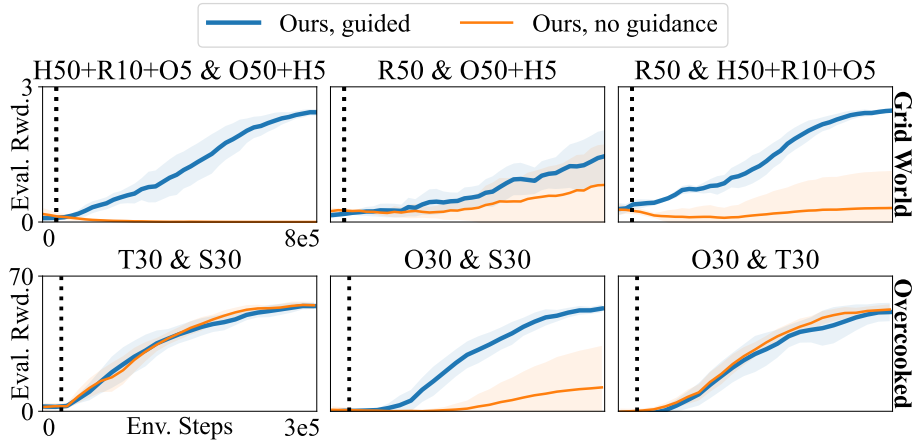 Ours, guided Ours, no guidance
H50+R10+O5 & O50+H5 R50 & O50+H5 R50 & H50+R10+O5
3
Eval. Rwd.
0
0 8e5
Grid World
T30 & S30 O30 & S30 O30 & T30
70
Eval. Rwd.
0
0 Env. Steps 3e5
Overcooked